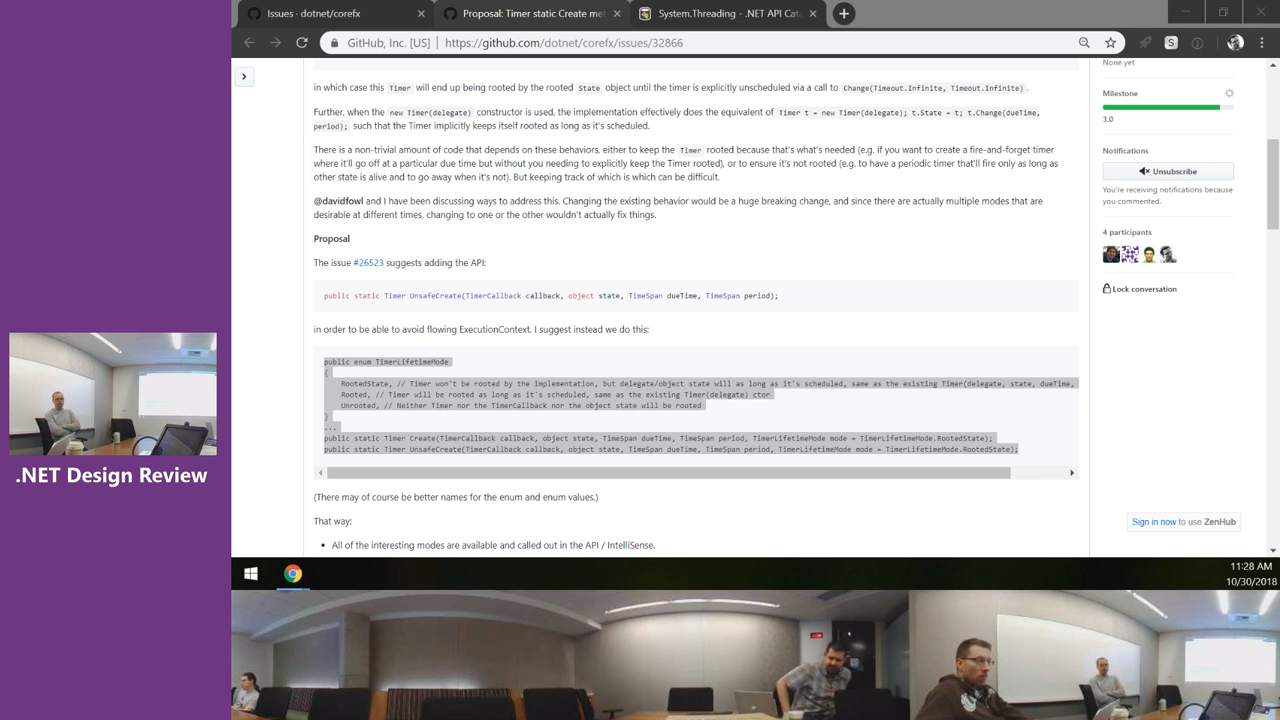 Issues · dotnet/corefx
Proposal: Timer static Create met
System.Threading - .NET API Cata
GitHub, Inc. [US] | https://github.com/dotnet/corefx/issues/32866
in which case this Timer will end up being rooted by the rooted State object until the timer is explicitly unscheduled via a call to Change(Timeout.Infinite, Timeout.Infinite).
Further, when the new Timer(delegate) constructor is used, the implementation effectively does the equivalent of Timer t = new Timer(delegate); t.State = t; t.Change(dueTime,
period); such that the Timer implicitly keeps itself rooted as long as it's scheduled.
There is a non-trivial amount of code that depends on these behaviors, either to keep the Timer rooted because that's what's needed (e.g. if you want to create a fire-and-forget timer
where it'll go off at a particular due time but without you needing to explicitly keep the Timer rooted), or to ensure it's not rooted (e.g. to have a periodic timer that'll fire only as long as
other state is alive and to go away when it's not). But keeping track of which is which can be difficult.
@davidfowl and I have been discussing ways to address this. Changing the existing behavior would be a huge breaking change, and since there are actually multiple modes that are
desirable at different times, changing to one or the other wouldn't actually fix things.
Proposal
The issue #26523 suggests adding the API:
public static Timer UnsafeCreate(TimerCallback callback, object state, TimeSpan dueTime, TimeSpan period);
in order to be able to avoid flowing ExecutionContext. I suggest instead we do this:
public enum TimerLifetimeMode
{
RootedState, // Timer won't be rooted by the implementation, but delegate/object state will as long as it's scheduled, same as the existing Timer(delegate, state, dueTime,
Rooted, // Timer will be rooted as long as it's scheduled, same as the existing Timer(delegate) ctor
Unrooted, // Neither Timer nor the TimerCallback nor the object state will be rooted
}
...
public static Timer Create(TimerCallback callback, object state, TimeSpan dueTime, TimeSpan period, TimerLifetimeMode mode = TimerLifetimeMode.RootedState);
public static Timer UnsafeCreate(TimerCallback callback, object state, TimeSpan dueTime, TimeSpan period, TimerLifetimeMode mode = TimerLifetimeMode.RootedState);
(There may of course be better names for the enum and enum values.)
That way:
• All of the interesting modes are available and called out in the API / IntelliSense.
None yet
Milestone
3.0
Notifications
Unsubscribe
You're receiving notifications because
you commented.
4 participants
Lock conversation
Sign in now to use ZenHub
11:28 AM
10/30/2018
.NET Design Review